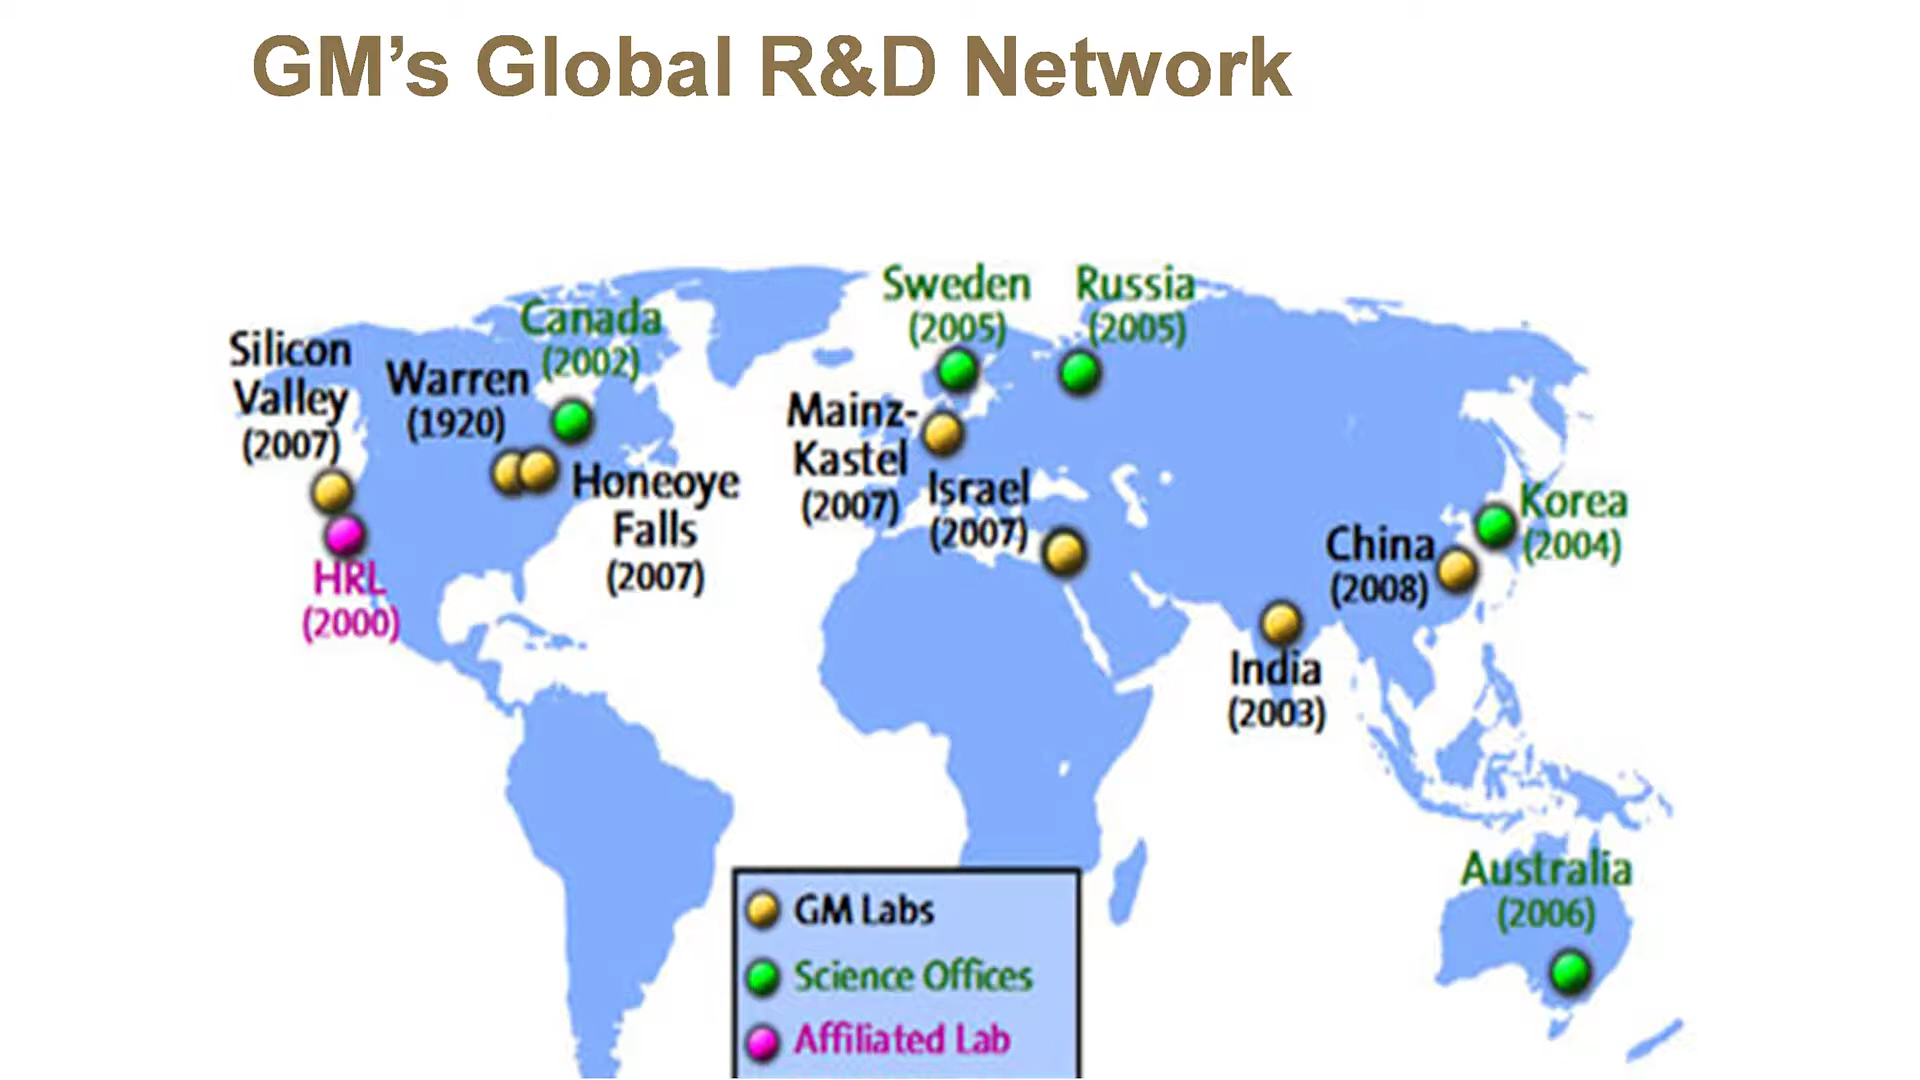 GM's Global R&D Network
Sweden
(2005)
Russia
(2005)
Canada
(2002)
Silicon
Valley
(2007)
Warren
(1920)
Mainz-
Kastel
(2007)
Honeoye
Falls
(2007)
Israel
(2007)
Korea
(2004)
China
(2008)
HRL
(2000)
India
(2003)
Australia
(2006)
GM Labs
Science Offices
Affiliated Lab